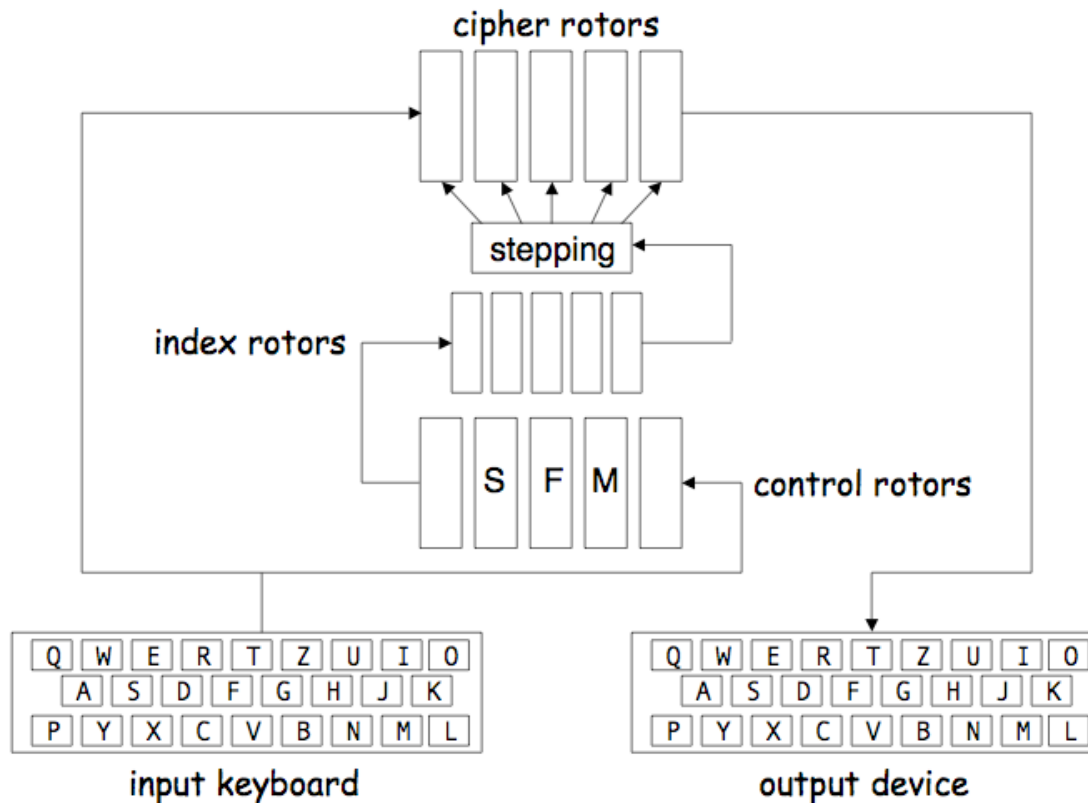 cipher rotors
stepping
index rotors
S F M
control rotors
Q W E R T Z U I O
A S D F G H J K
P Y X C V B N M L
input keyboard
Q W E R T Z U I O
A S D F G H J K
P Y X C V B N M L
output device